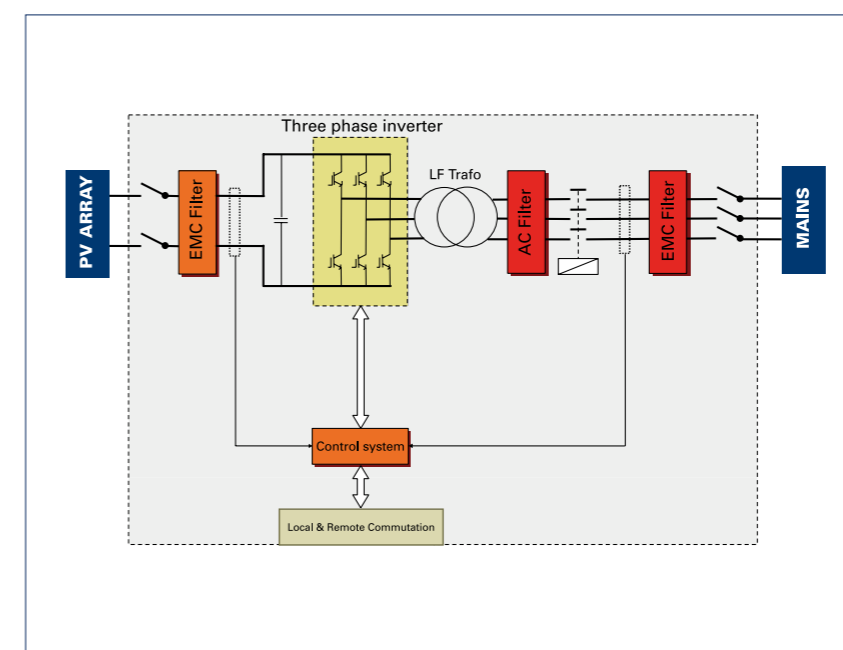 Three phase inverter
PV ARRAY
EMC Filter
LF Trafo
AC Filter
EMC Filter
MAINS
Control system
Local & Remote Commutation